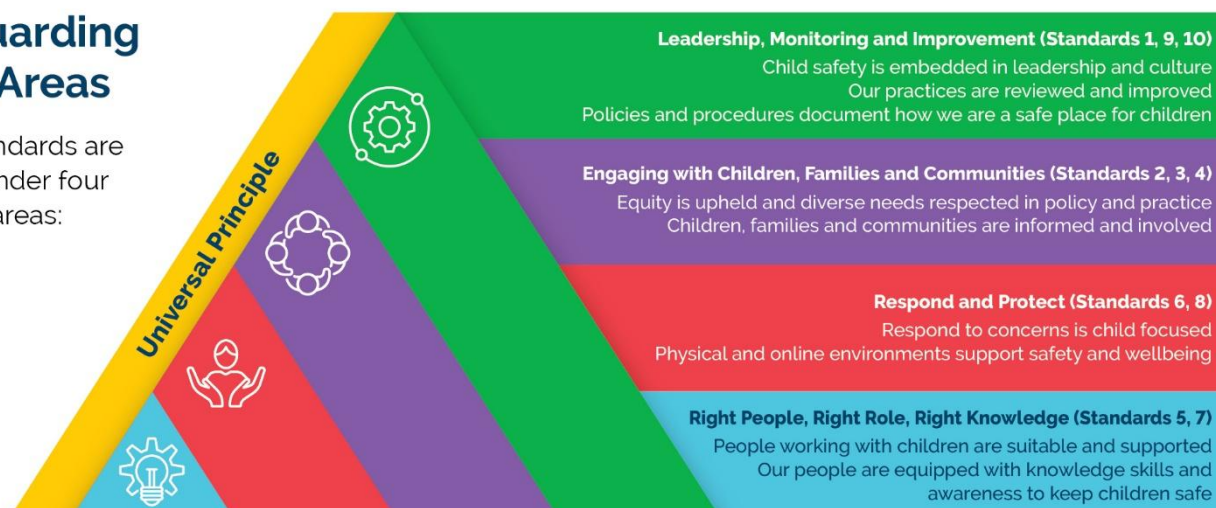 Areas
ndards are
four
areas:
Universal Principle
Leadership, Monitoring and Improvement (Standards 1, 9, 10)
Child safety is embedded in leadership and culture
Our practices are reviewed and improved
Policies and procedures document how we are a safe place for children
Engaging with Children, Families and Communities (Standards 2, 3, 4)
Equity is upheld and diverse needs respected in policy and practice
Children, families and communities are informed and involved
Respond and Protect (Standards 6, 8)
Respond to concerns is child focused
Physical and online environments support safety and wellbeing
Right People, Right Role, Right Knowledge (Standards 5, 7)
People working with children are suitable and supported
Our people are equipped with knowledge skills and
awareness to keep children safe